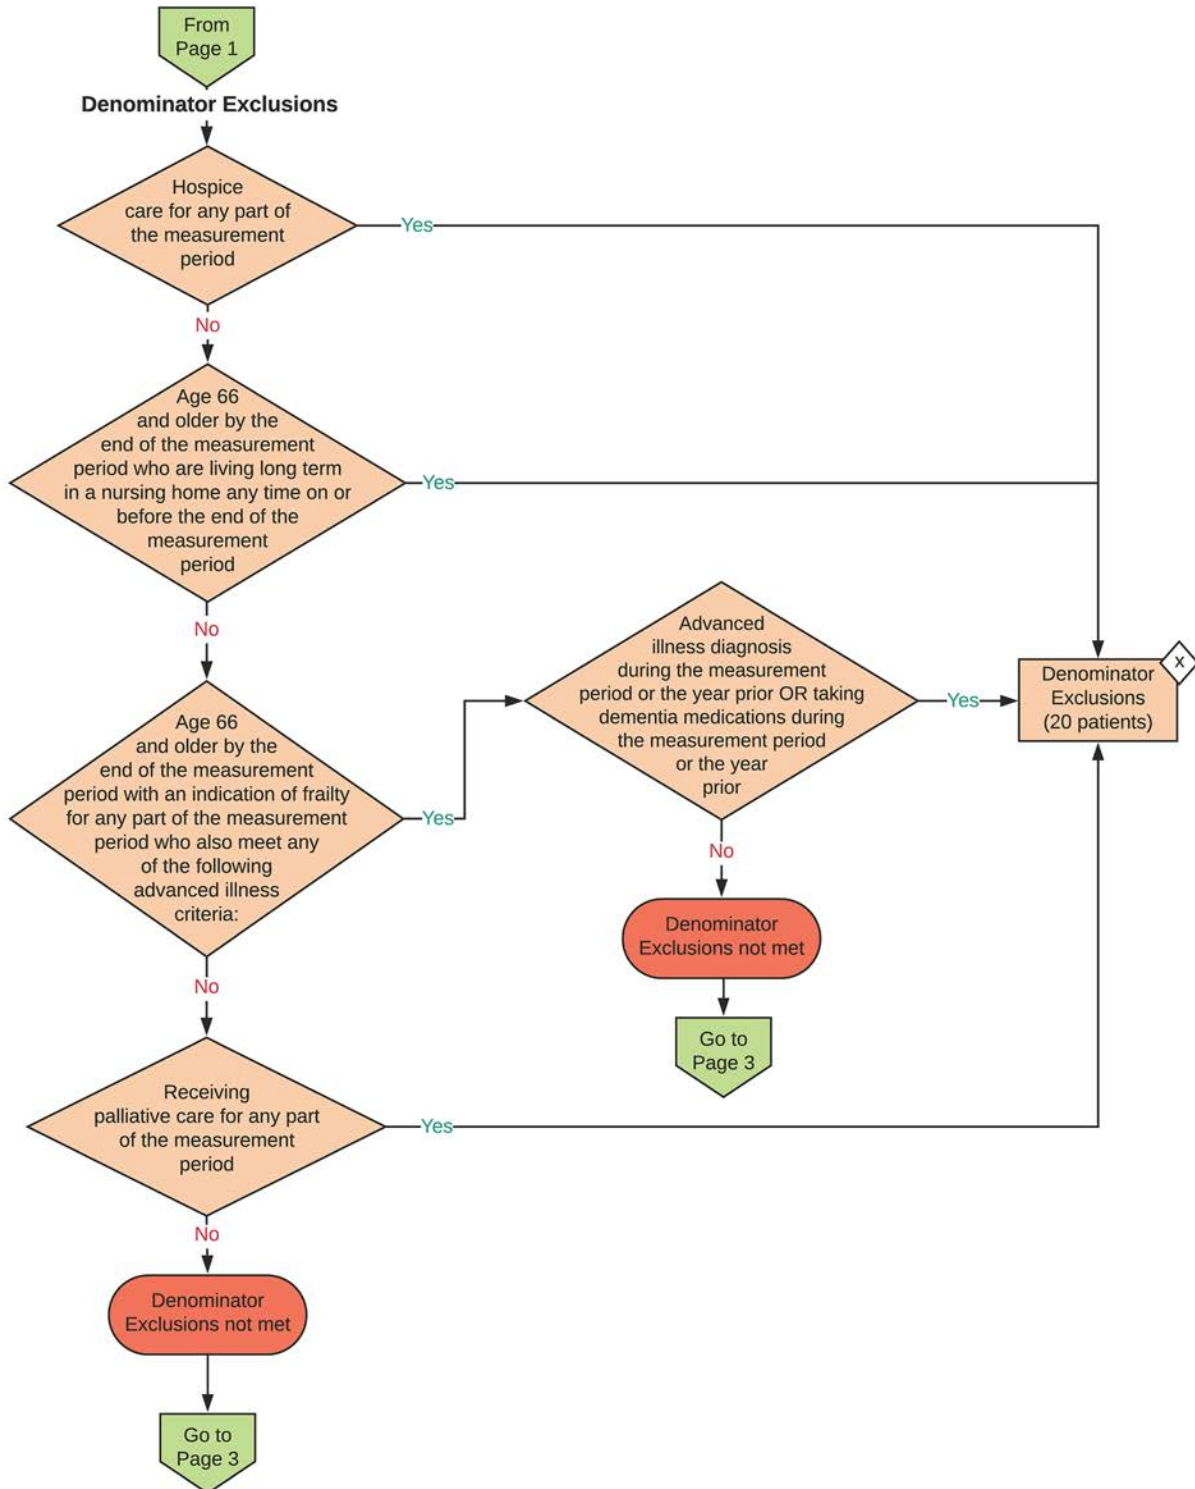 From
Page 1
Denominator Exclusions
Hospice
care for any part of
the measurement
period
Yes
No
Age 66
and older by the
end of the measurement
period who are living long term
in a nursing home any time on or
before the end of the
measurement
period
Yes
No
Age 66
and older by the
end of the measurement
period with an indication of frailty
for any part of the measurement
period who also meet any
of the following
advanced illness
criteria:
Yes
Advanced
illness diagnosis
during the measurement
period or the year prior OR taking
dementia medications during
the measurement period
or the year
prior
Yes
x
Denominator
Exclusions
(20 patients)
No
Denominator
Exclusions not met
Go to
Page 3
No
Receiving
palliative care for any part
of the measurement
period
Yes
No
Denominator
Exclusions not met
Go to
Page 3